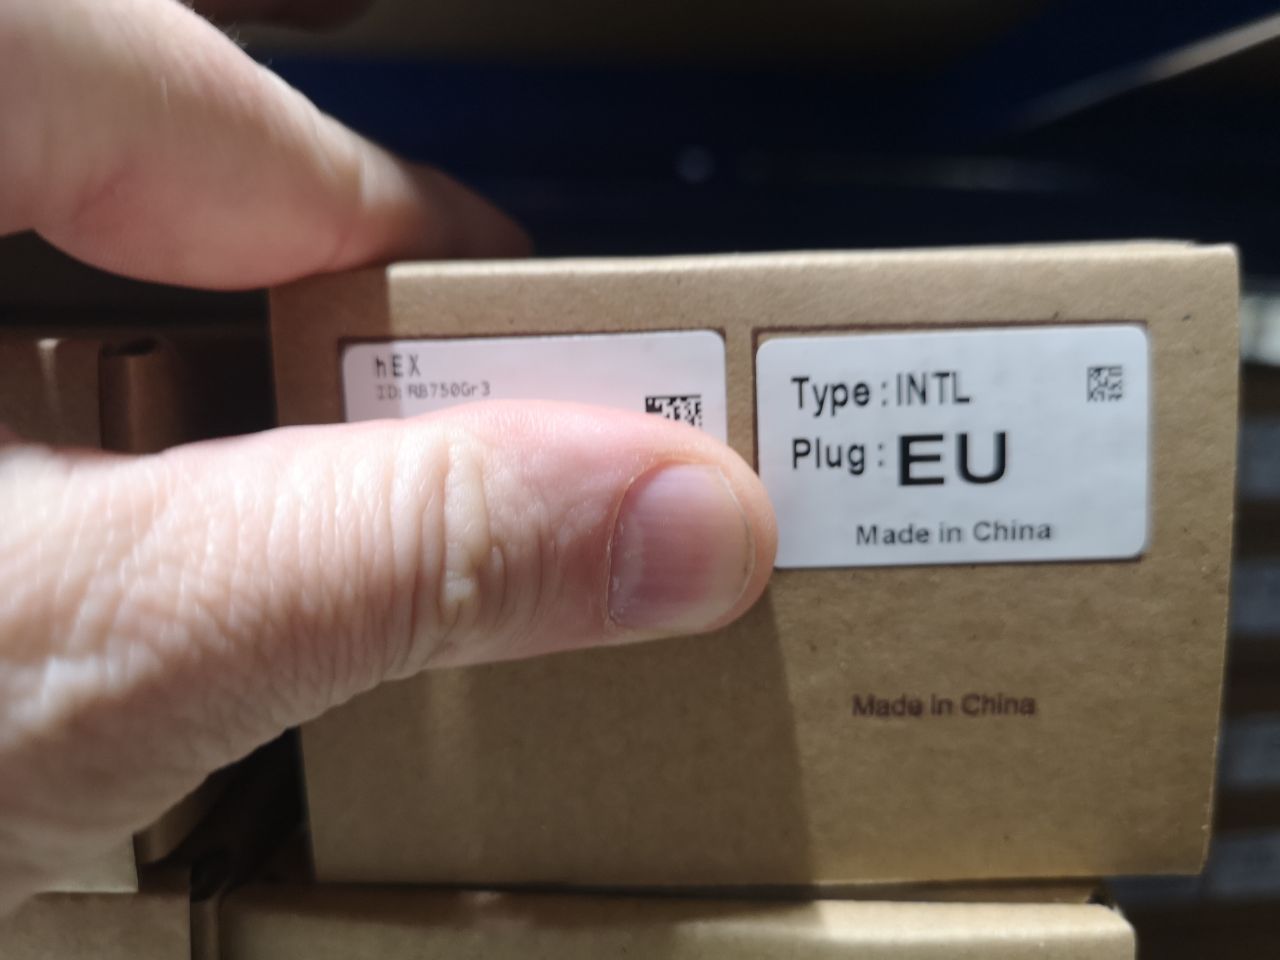 hEX
ID:RB750Gr3
Type:INTL
Plug:EU
Made in China
Made in China